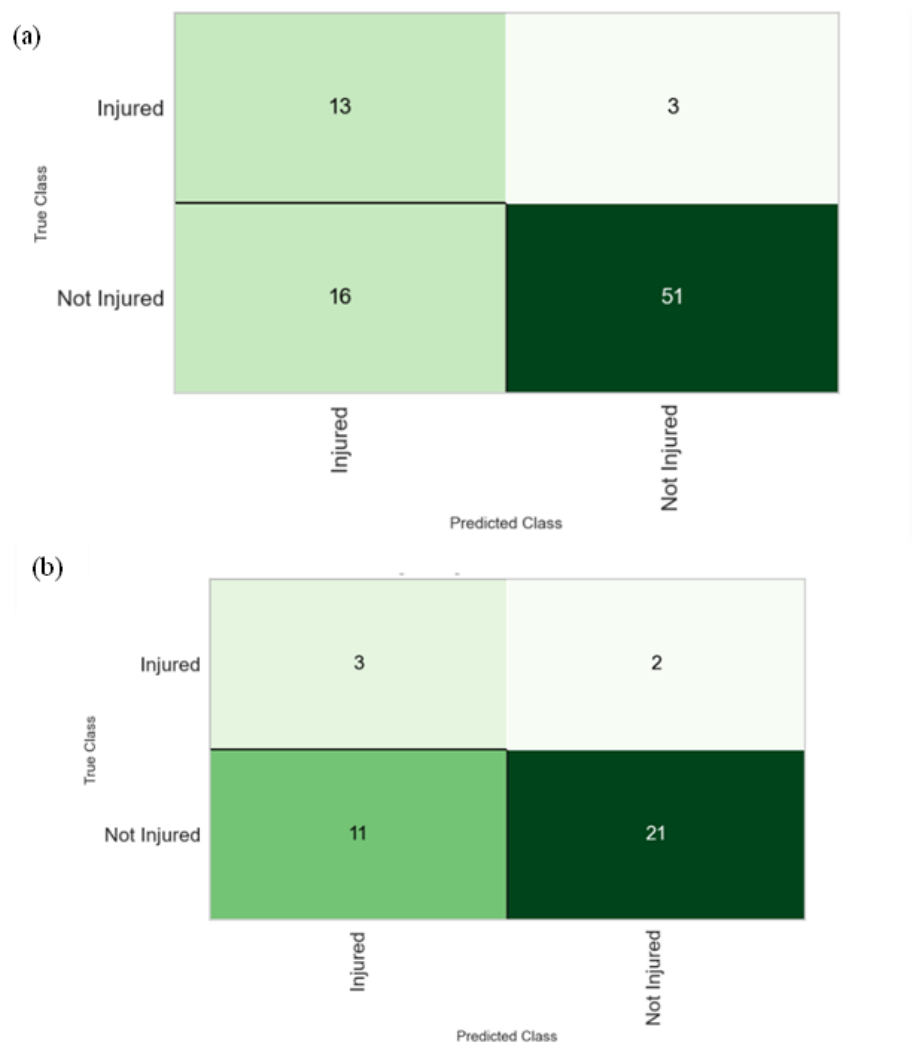 (a)
Injured
13
3
True Class
Not Injured
16
51
Injured
Not Injured
Predicted Class
(b)
Injured
3
2
True Class
Not Injured
11
21
Injured
Not Injured
Predicted Class